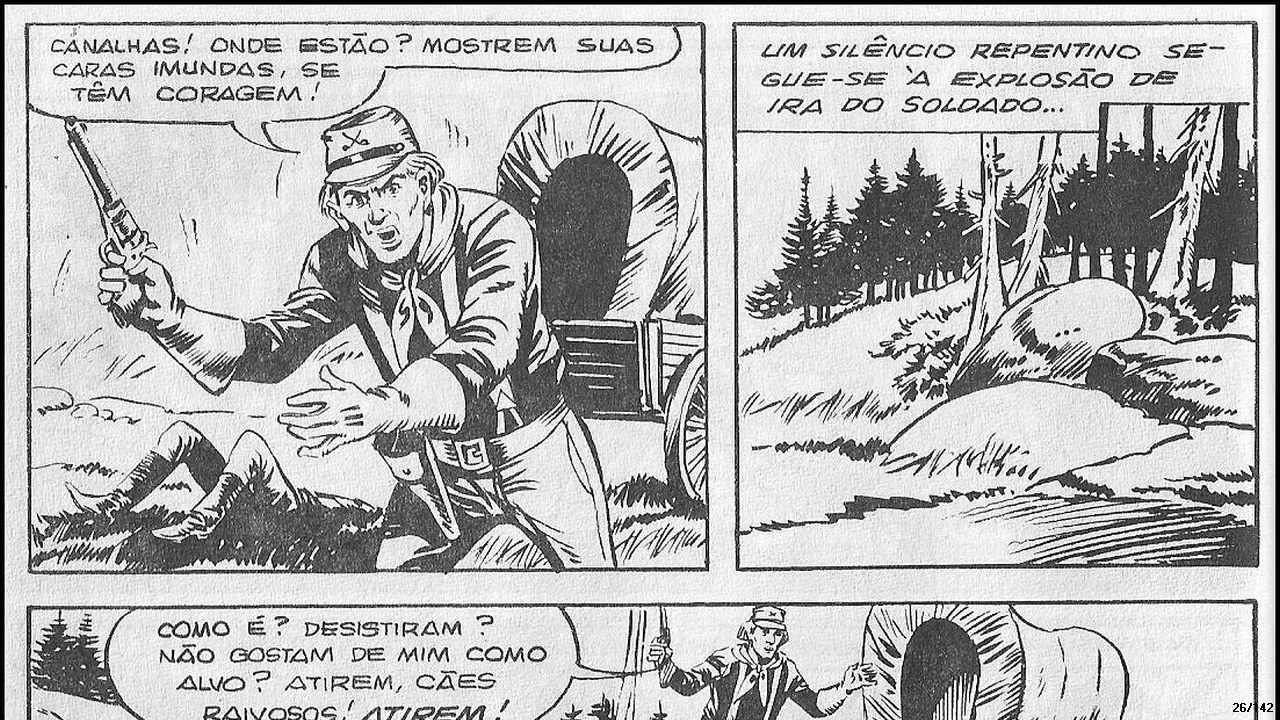 CANALHAS! ONDE ESTÃO? MOSTREM SUAS
CARAS IMUNDAS, SE
TÊM CORAGEM!
UM SILÊNCIO REPENTINO SE-
GUE-SE À EXPLOSÃO DE
IRA DO SOLDADO...
COMO É? DESISTIRAM?
NÃO GOSTAM DE MIM COMO
ALVO? ATIREM, CÃES
RAIVOSOS! ATIREM!
26/142